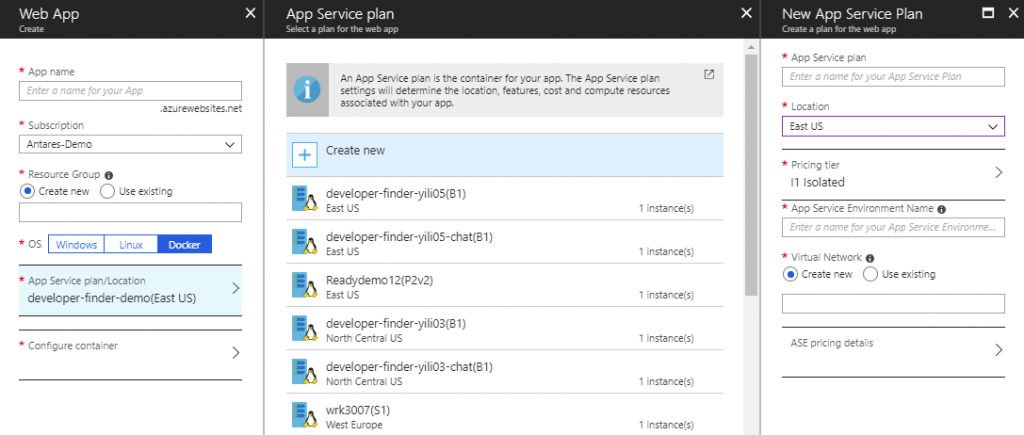 Web App
Create
* App name
Enter a name for your App
.azurewebsites.net
* Subscription
Antares-Demo
* Resource Group
Create new
Use existing
* OS
Windows
Linux
Docker
* App Service plan/Location
developer-finder-demo(East US)
* Configure container
App Service plan
Select a plan for the web app
An App Service plan is the container for your app. The App Service plan
settings will determine the location, features, cost and compute resources
associated with your app.
Create new
developer-finder-yili05(B1)
East US
1 instance(s)
developer-finder-yili05-chat(B1)
East US
1 instance(s)
Readydemo12(P2v2)
East US
1 instance(s)
developer-finder-yili03(B1)
North Central US
1 instance(s)
developer-finder-yili03-chat(B1)
North Central US
1 instance(s)
wrk3007(S1)
West Europe
1 instance(s)
New App Service Plan
Create a plan for the web app
* App Service plan
Enter a name for your App Service Plan
* Location
East US
* Pricing tier
I1 Isolated
* App Service Environment Name
Enter a name for your App Service Environme...
* Virtual Network
Create new
Use existing
ASE pricing details